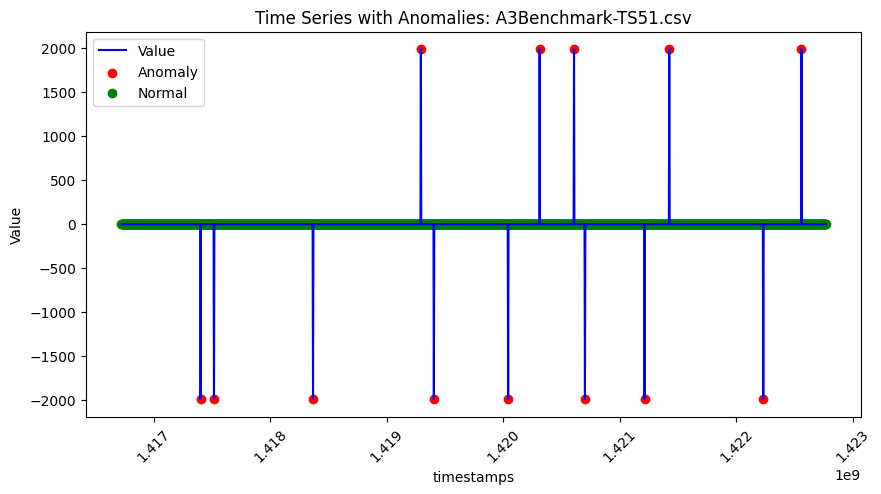 Time Series with Anomalies: A3Benchmark-TS51.csv
Value
Anomaly
Normal
2000
1500
1000
500
0
−500
−1000
−1500
−2000
Value
1.417
1.418
1.419
1.420
1.421
1.422
1.423
1e9
timestamps